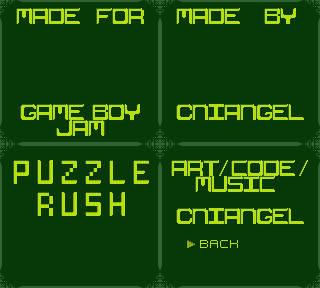 MADE FOR
GAME BOY
JAM
MADE BY
CNIANGEL
PUZZLE
RUSH
ART/CODE/
MUSIC
CNIANGEL
BACK